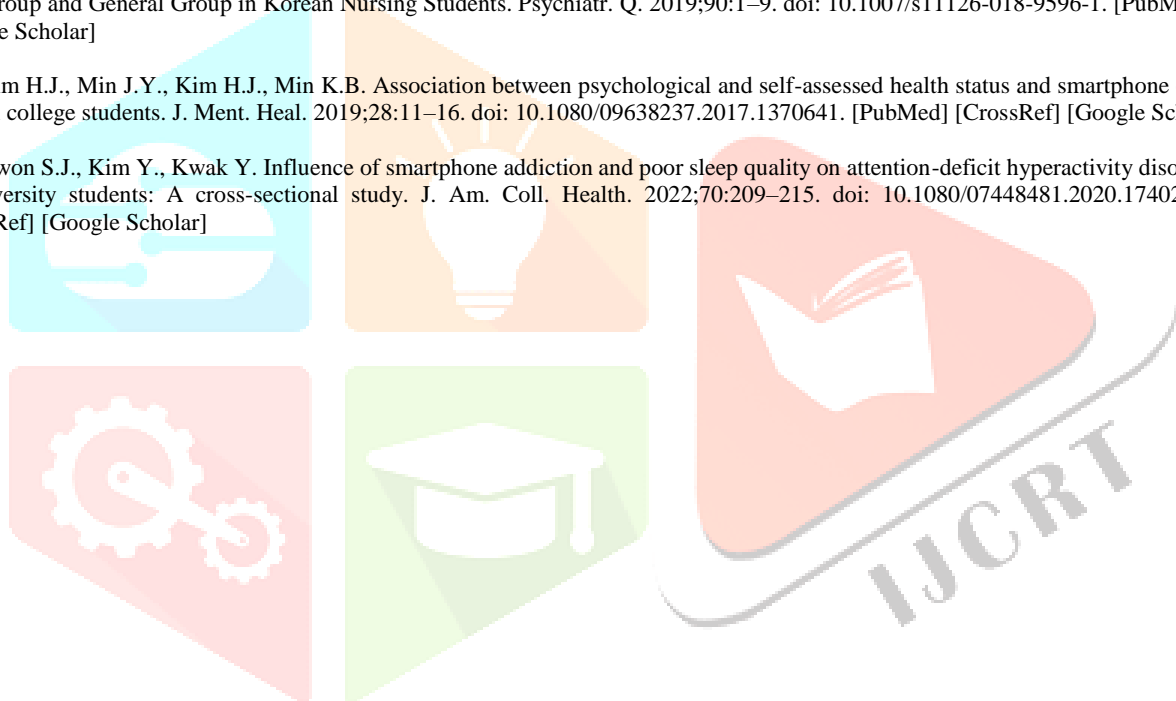 roup and General Group in Korean Nursing Students. Psychiatr. Q. 2019;90:1–9. doi: 10.1007/s11126-018-9596-1. [PubM
e Scholar]
m H.J., Min J.Y., Kim H.J., Min K.B. Association between psychological and self-assessed health status and smartphone
college students. J. Ment. Heal. 2019;28:11–16. doi: 10.1080/09638237.2017.1370641. [PubMed] [CrossRef] [Google Sc
won S.J., Kim Y., Kwak Y. Influence of smartphone addiction and poor sleep quality on attention-deficit hyperactivity diso
versity students: A cross-sectional study. J. Am. Coll. Health. 2022;70:209–215. doi: 10.1080/07448481.2020.17402
Ref] [Google Scholar]
IJCRT